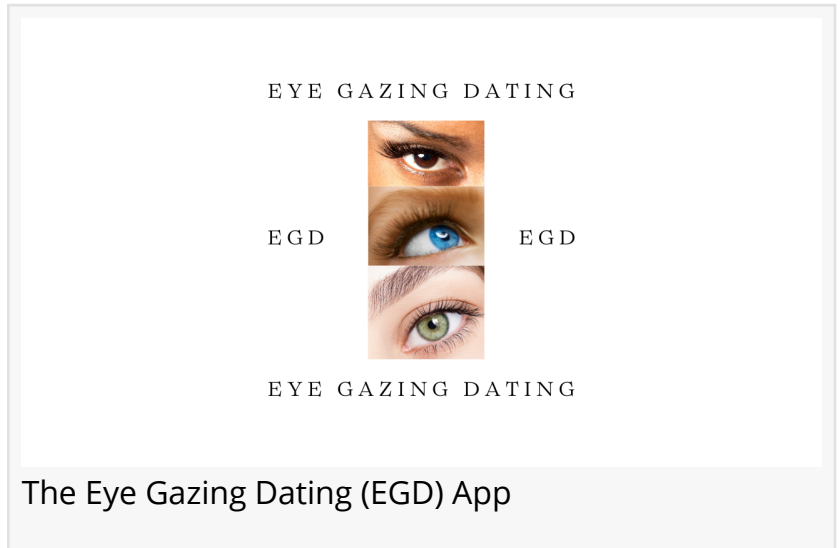 EYE GAZING DATING
EGD EGD
EYE GAZING DATING
The Eye Gazing Dating (EGD) App